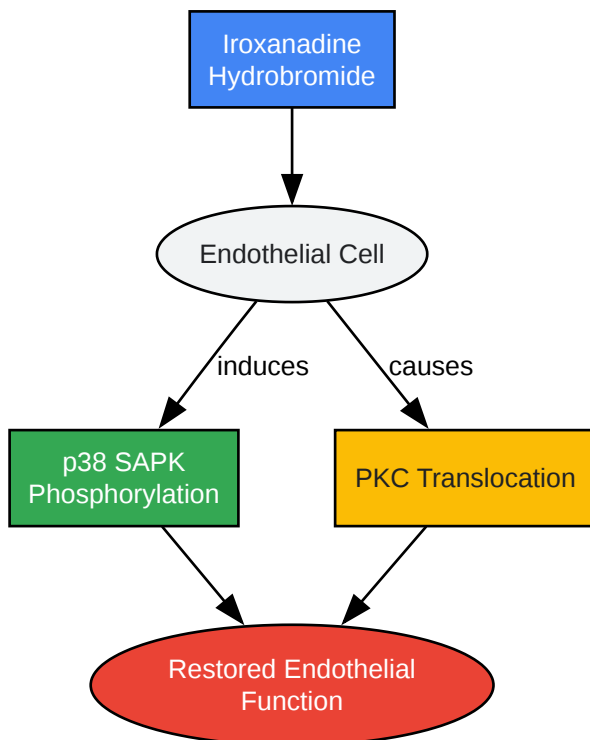 Iroxanadine
Hydrobromide
Endothelial Cell
induces
causes
p38 SAPK
Phosphorylation
PKC Translocation
Restored Endothelial
Function